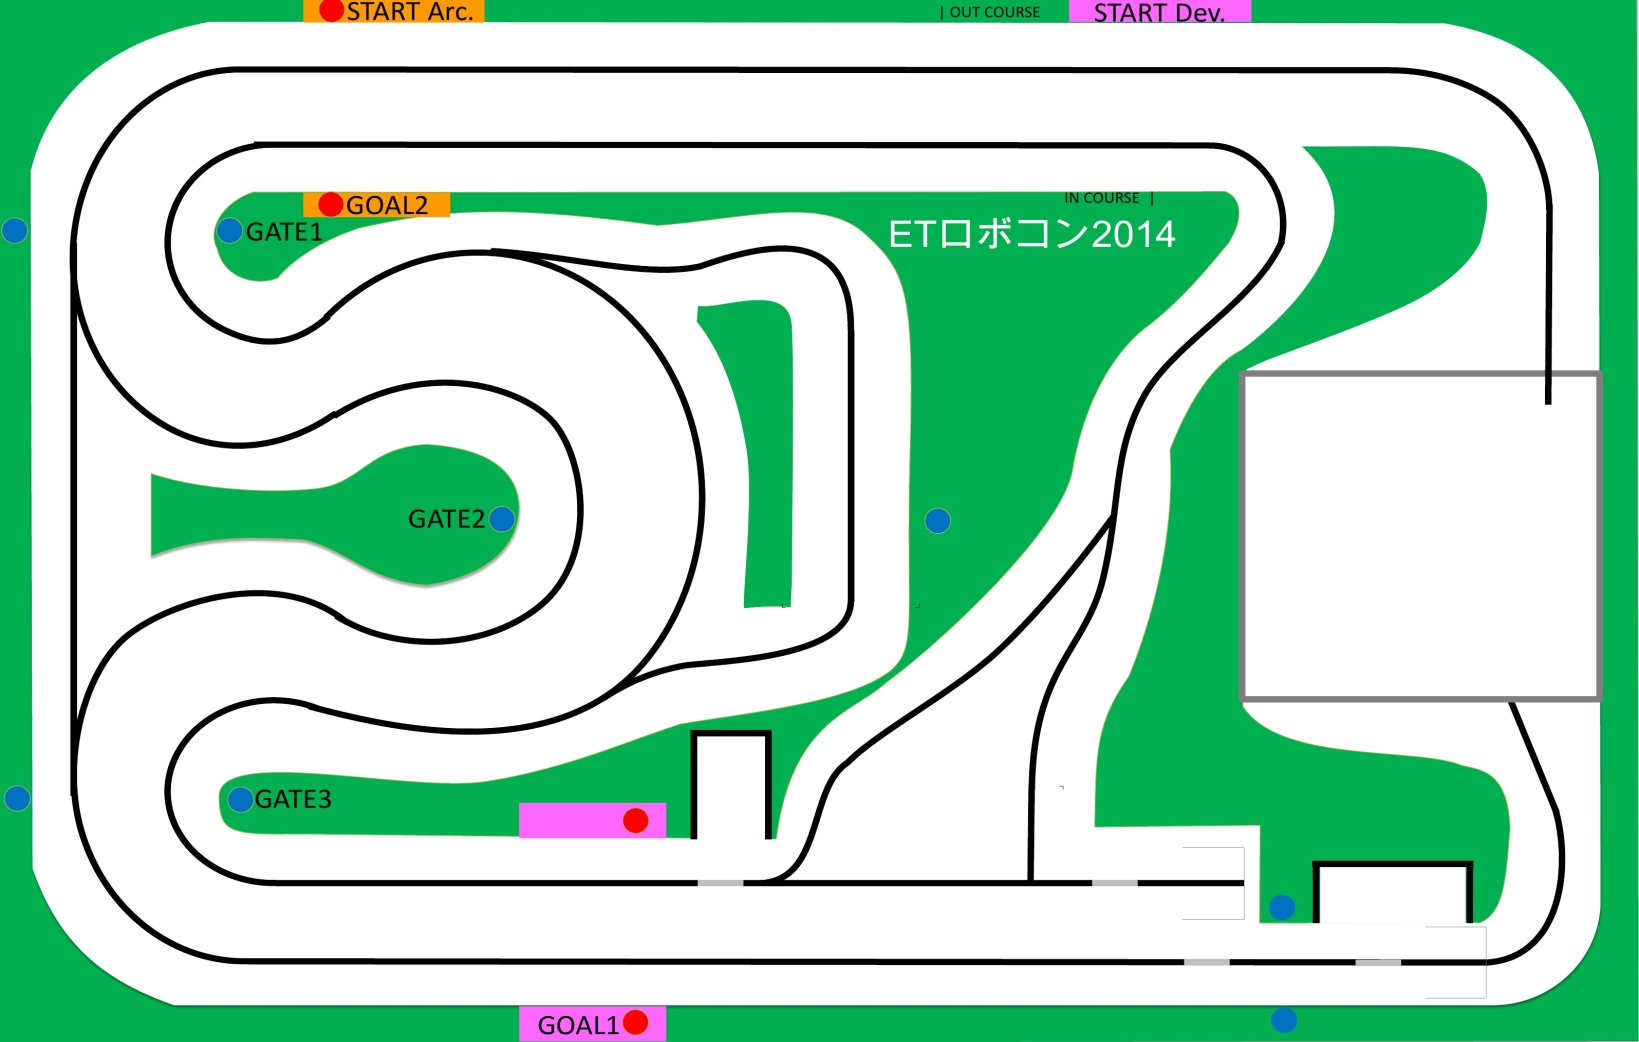 START Arc.
| OUT COURSE
START Dev.
GOAL2
IN COURSE |
GATE1
ETロボコン2014
GATE2
GATE3
GOAL1